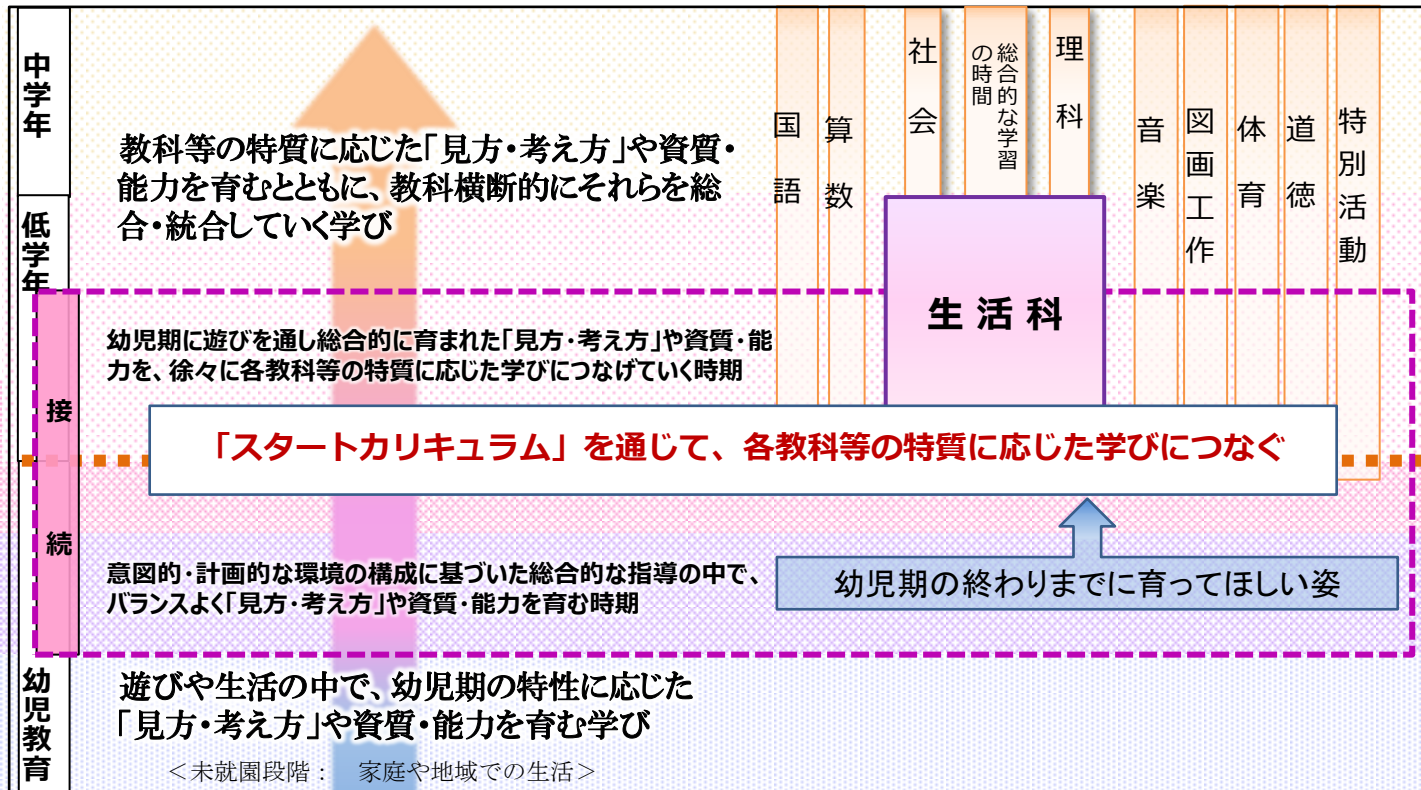 中学年
低学年
接続
幼児教育
教科等の特質に応じた「見方・考え方」や資質・
能力を育むとともに、教科横断的にそれらを総
合・統合していく学び
国語
算数
社会
総合的な学習
の時間
理科
音楽
図画工作
体育
道徳
特別活動
生活科
幼児期に遊びを通し総合的に育まれた「見方・考え方」や資質・能
力を、徐々に各教科等の特質に応じた学びにつなげていく時期
「スタートカリキュラム」を通じて、各教科等の特質に応じた学びにつなぐ
意図的・計画的な環境の構成に基づいた総合的な指導の中で、
バランスよく「見方・考え方」や資質・能力を育む時期
幼児期の終わりまでに育ってほしい姿
遊びや生活の中で、幼児期の特性に応じた
「見方・考え方」や資質・能力を育む学び
＜未就園段階：　家庭や地域での生活＞